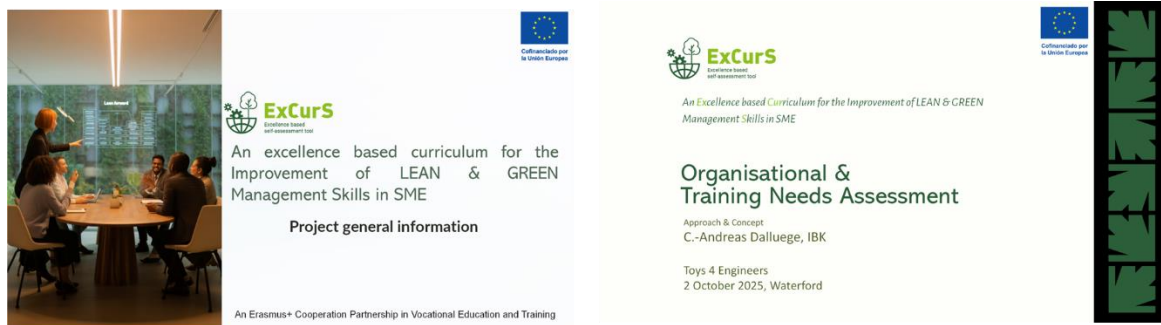 Cofinanciado por
la Unión Europea
ExCurS
Excellence based
self-assessment tool
An excellence based curriculum for the
Improvement of LEAN & GREEN
Management Skills in SME
Project general information
An Erasmus+ Cooperation Partnership in Vocational Education and Training
Cofinanciado por
la Unión Europea
ExCurS
Excellence based
self-assessment tool
An Excellence based Curriculum for the Improvement of LEAN & GREEN
Management Skills in SME
Organisational &
Training Needs Assessment
Approach & Concept
C.-Andreas Dalluege, IBK
Toys 4 Engineers
2 October 2025, Waterford